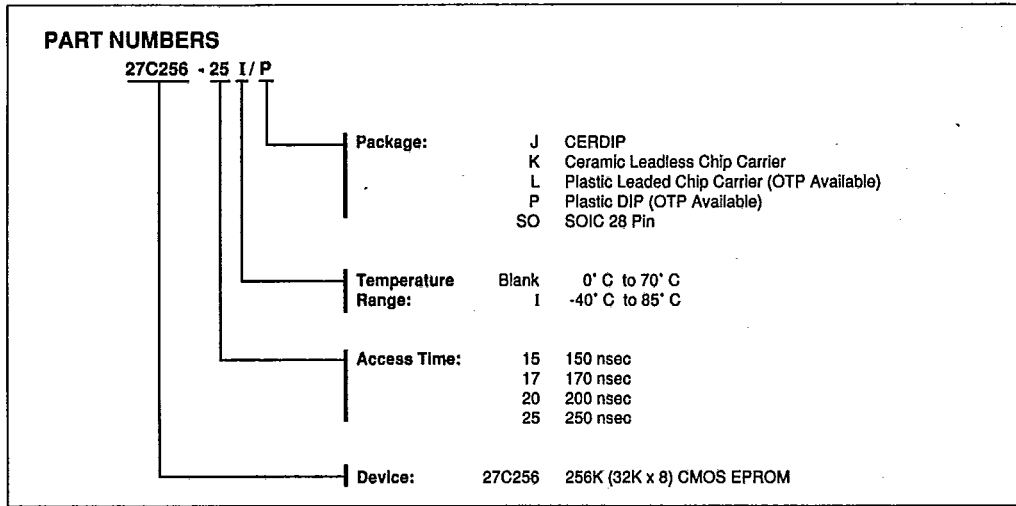 PART NUMBERS
27C256 - 25 I / P
Package: J CERDIP
K Ceramic Leadless Chip Carrier
L Plastic Leaded Chip Carrier (OTP Available)
P Plastic DIP (OTP Available)
SO SOIC 28 Pin
Temperature Blank 0° C to 70° C
Range: I -40° C to 85° C
Access Time: 15 150 nsec
17 170 nsec
20 200 nsec
25 250 nsec
Device: 27C256 256K (32K x 8) CMOS EPROM